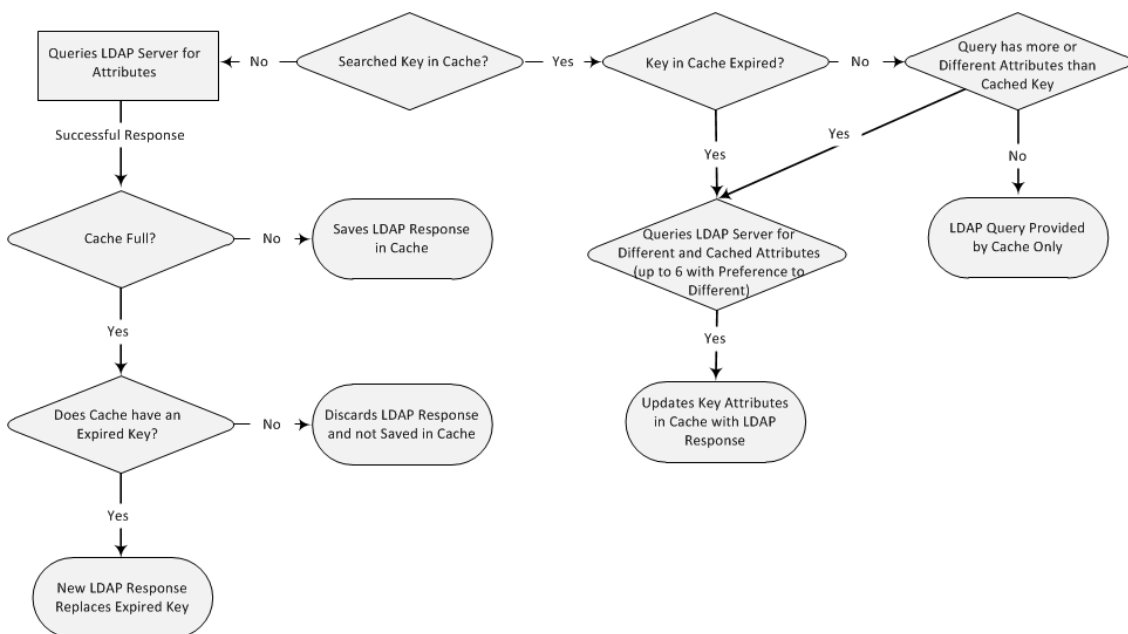 Queries LDAP Server for
Attributes
No
Searched Key in Cache?
Yes
Key in Cache Expired?
No
Query has more or
Different Attributes than
Cached Key
Successful Response
Yes
Yes
No
Cache Full?
No
Saves LDAP Response
in Cache
Queries LDAP Server for
Different and Cached Attributes
(up to 6 with Preference to
Different)
LDAP Query Provided
by Cache Only
Yes
Yes
Does Cache have an
Expired Key?
No
Discards LDAP Response
and not Saved in Cache
Updates Key Attributes
in Cache with LDAP
Response
Yes
New LDAP Response
Replaces Expired Key